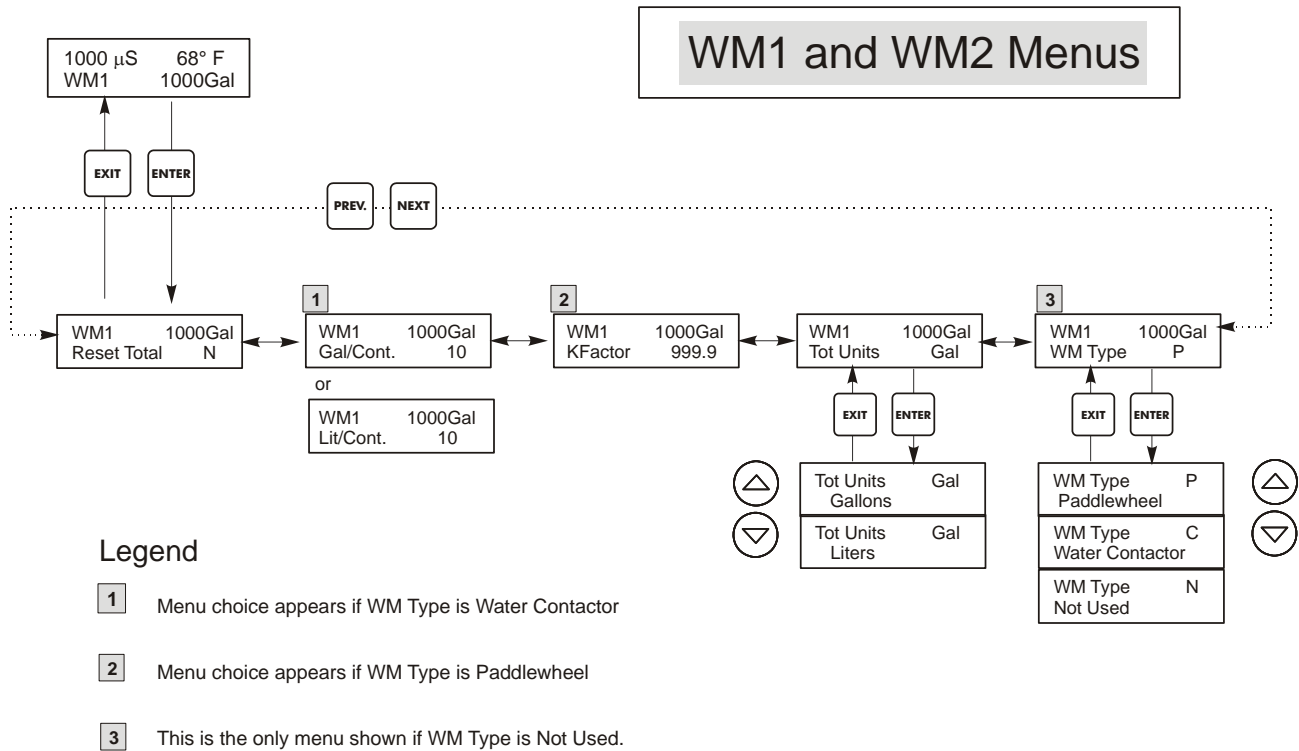 WM1 and WM2 Menus
1000 μS 68° F
WM1 1000Gal
EXIT ENTER
PREV. NEXT
WM1 1000Gal
Reset Total N
1
WM1 1000Gal
Gal/Cont. 10
or
WM1 1000Gal
Lit/Cont. 10
2
WM1 1000Gal
KFactor 999.9
WM1 1000Gal
Tot Units Gal
EXIT ENTER
Tot Units Gal
Gallons
Tot Units Gal
Liters
3
WM1 1000Gal
WM Type P
EXIT ENTER
WM Type P
Paddlewheel
WM Type C
Water Contactor
WM Type N
Not Used
Legend
1 Menu choice appears if WM Type is Water Contactor
2 Menu choice appears if WM Type is Paddlewheel
3 This is the only menu shown if WM Type is Not Used.